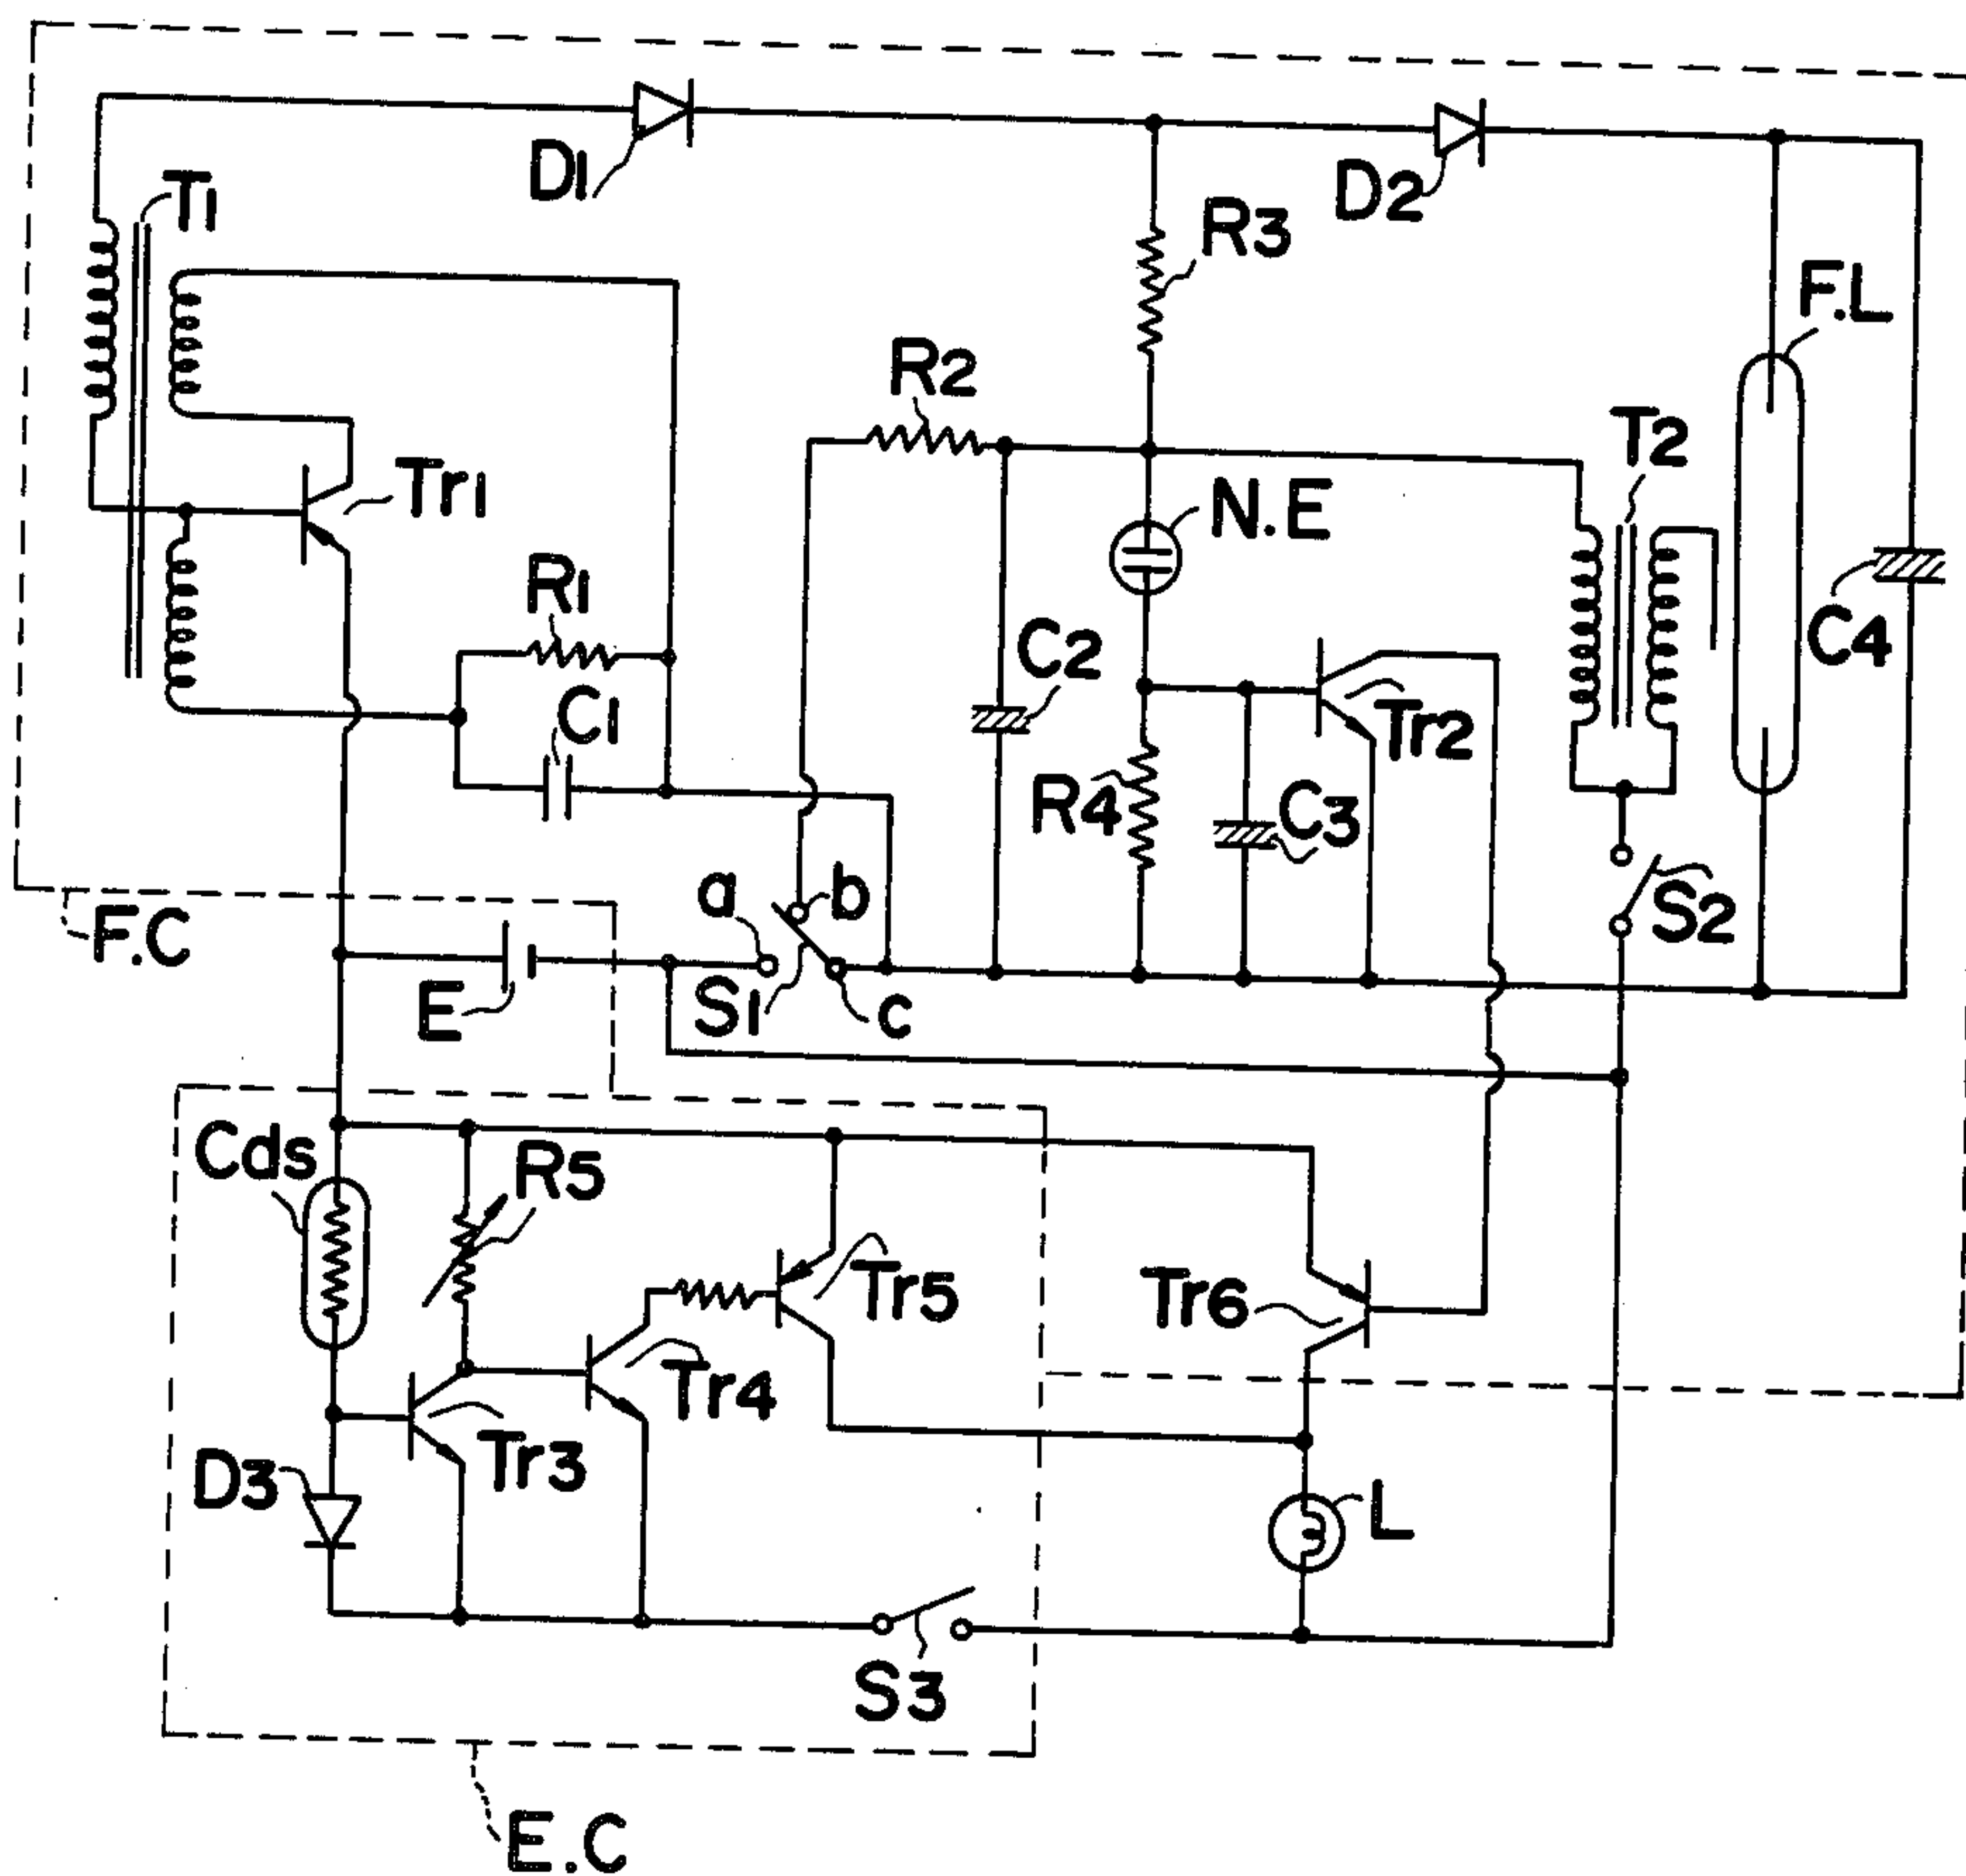 D1
D2
T1
R3
F.L
R2
T2
Tr1
N.E
R1
C2
C4
C1
Tr2
R4
C3
a
b
S2
F.C
E
S1
c
Cds
R5
Tr5
Tr6
Tr4
Tr3
D3
L
S3
E.C